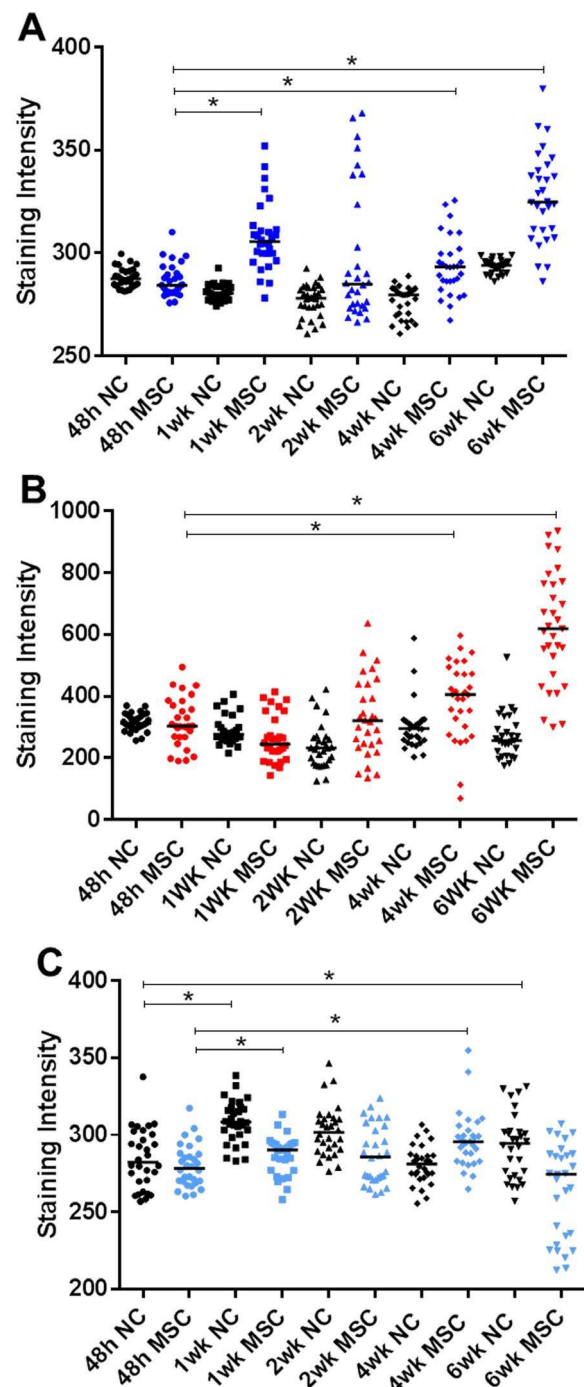 A
Staining Intensity
400
350
300
250
*
*
*
48h NC
48h MSC
1wk NC
1wk MSC
2wk NC
2wk MSC
4wk NC
4wk MSC
6wk NC
6wk MSC
B
Staining Intensity
1000
800
600
400
200
0
*
*
48h NC
48h MSC
1WK NC
1WK MSC
2WK NC
2WK MSC
4wk NC
4wk MSC
6WK NC
6WK MSC
C
Staining Intensity
400
350
300
250
200
*
*
*
*
48h NC
48h MSC
1wk NC
1wk MSC
2wk NC
2wk MSC
4wk NC
4wk MSC
6wk NC
6wk MSC